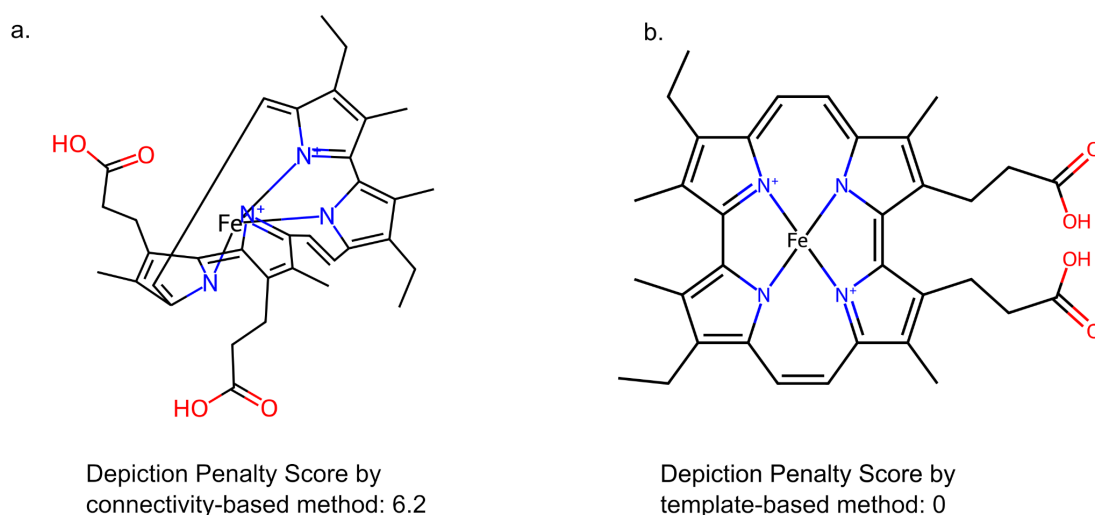 a.
b.
HO
O
N+
N+
Fe
N
N
HO
O
N+
N
Fe
N
N+
O
OH
OH
O
Depiction Penalty Score by
connectivity-based method: 6.2
Depiction Penalty Score by
template-based method: 0